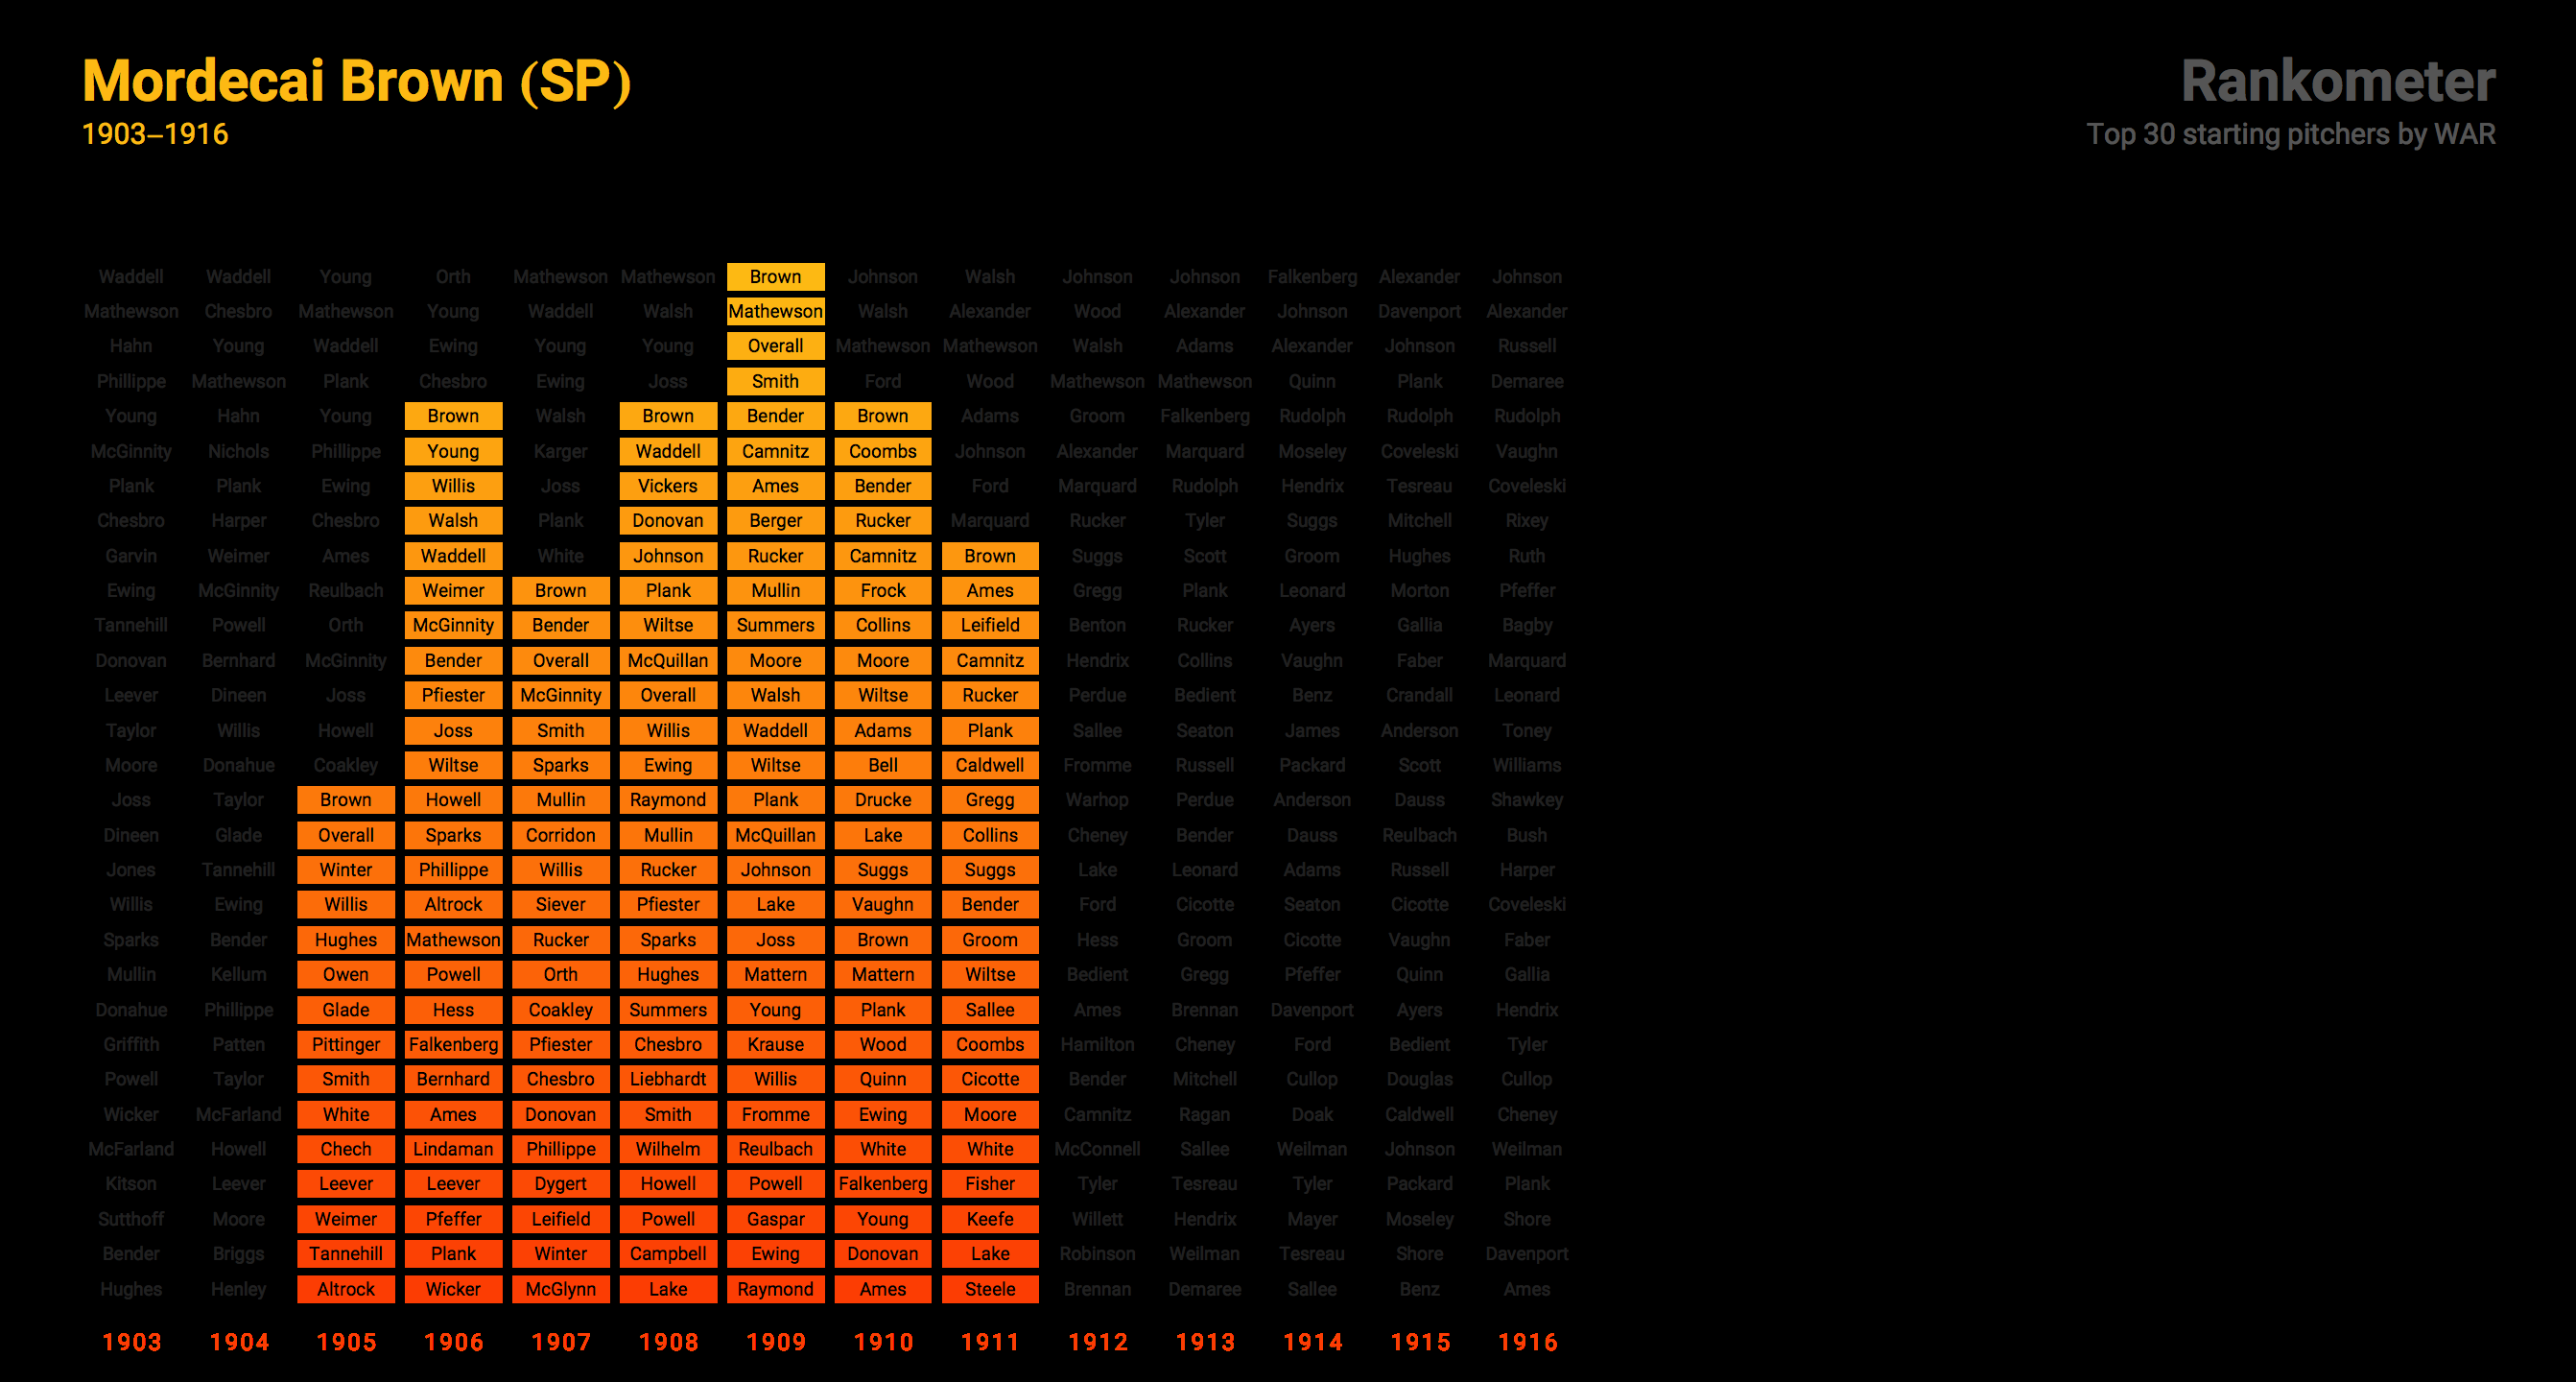 Mordecai Brown (SP)
1903–1916
Rankometer
Top 30 starting pitchers by WAR
Waddell Waddell Young Orth Mathewson Mathewson Brown Johnson Walsh Johnson Johnson Falkenberg Alexander Johnson
Mathewson Chesbro Mathewson Young Waddell Walsh Mathewson Walsh Alexander Wood Alexander Johnson Davenport Alexander
Hahn Young Waddell Ewing Young Young Overall Mathewson Mathewson Walsh Adams Alexander Johnson Russell
Phillippe Mathewson Plank Chesbro Ewing Joss Smith Ford Wood Mathewson Mathewson Quinn Plank Demaree
Young Hahn Young Brown Walsh Brown Bender Brown Adams Groom Falkenberg Rudolph Rudolph Rudolph
McGinnity Nichols Phillippe Young Karger Waddell Camnitz Coombs Johnson Alexander Marquard Moseley Coveleski Vaughn
Plank Plank Ewing Willis Joss Vickers Ames Bender Ford Marquard Rudolph Hendrix Tesreau Coveleski
Chesbro Harper Chesbro Walsh Plank Donovan Berger Rucker Marquard Rucker Tyler Suggs Mitchell Rixey
Garvin Weimer Ames Waddell White Johnson Rucker Camnitz Brown Suggs Scott Groom Hughes Ruth
Ewing McGinnity Reulbach Weimer Brown Plank Mullin Frock Ames Gregg Plank Leonard Morton Pfeffer
Tannehill Powell Orth McGinnity Bender Wiltse Summers Collins Leifield Benton Rucker Ayers Gallia Bagby
Donovan Bernhard McGinnity Bender Overall McQuillan Moore Moore Camnitz Hendrix Collins Vaughn Faber Marquard
Leever Dineen Joss Pfiester McGinnity Overall Walsh Wiltse Rucker Perdue Bedient Benz Crandall Leonard
Taylor Willis Howell Joss Smith Willis Waddell Adams Plank Sallee Seaton James Anderson Toney
Moore Donahue Coakley Wiltse Sparks Ewing Wiltse Bell Caldwell Fromme Russell Packard Scott Williams
Joss Taylor Brown Howell Mullin Raymond Plank Drucke Gregg Warhop Perdue Anderson Dauss Shawkey
Dineen Glade Overall Sparks Corridon Mullin McQuillan Lake Collins Cheney Bender Dauss Reulbach Bush
Jones Tannehill Winter Phillippe Willis Rucker Johnson Suggs Suggs Lake Leonard Adams Russell Harper
Willis Ewing Willis Altrock Siever Pfiester Lake Vaughn Bender Ford Cicotte Seaton Cicotte Coveleski
Sparks Bender Hughes Mathewson Rucker Sparks Joss Brown Groom Hess Groom Cicotte Vaughn Faber
Mullin Kellum Owen Powell Orth Hughes Mattern Mattern Wiltse Bedient Gregg Pfeffer Quinn Gallia
Donahue Phillippe Glade Hess Coakley Summers Young Plank Sallee Ames Brennan Davenport Ayers Hendrix
Griffith Patten Pittinger Falkenberg Pfiester Chesbro Krause Wood Coombs Hamilton Cheney Ford Bedient Tyler
Powell Taylor Smith Bernhard Chesbro Liebhardt Willis Quinn Cicotte Bender Mitchell Cullop Douglas Cullop
Wicker McFarland White Ames Donovan Smith Fromme Ewing Moore Camnitz Ragan Doak Caldwell Cheney
McFarland Howell Chech Lindaman Phillippe Wilhelm Reulbach White White McConnell Sallee Weilman Johnson Weilman
Kitson Leever Leever Leever Dygert Howell Powell Falkenberg Fisher Tyler Tesreau Tyler Packard Plank
Sutthoff Moore Weimer Pfeffer Leifield Powell Gaspar Young Keefe Willett Hendrix Mayer Moseley Shore
Bender Briggs Tannehill Plank Winter Campbell Ewing Donovan Lake Robinson Weilman Tesreau Shore Davenport
Hughes Henley Altrock Wicker McGlynn Lake Raymond Ames Steele Brennan Demaree Sallee Benz Ames
1903 1904 1905 1906 1907 1908 1909 1910 1911 1912 1913 1914 1915 1916